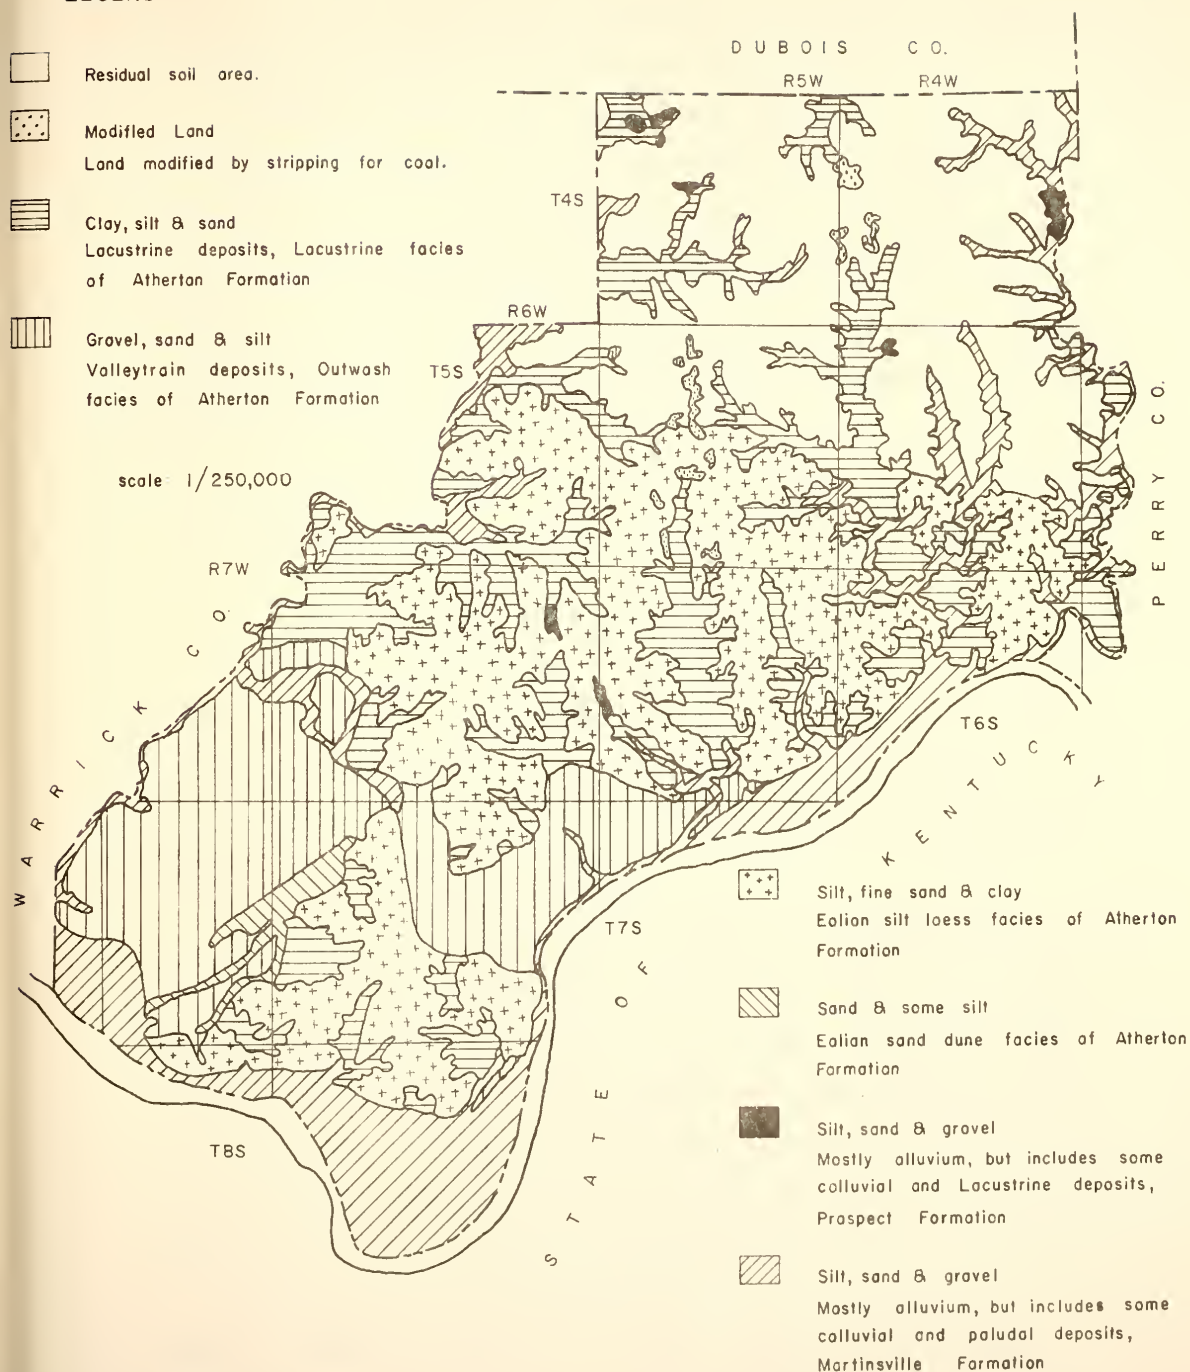 DUBOIS CO.
R5W R4W
Residual soil area.
Modified Land
Land modified by stripping for coal.
T4S
Clay, silt & sand
Lacustrine deposits, Lacustrine facies
of Atherton Formation
R6W
Gravel, sand & silt
Valleytrain deposits, Outwash
facies of Atherton Formation
T5S
PERRY CO.
scale 1/250,000
R7W
WARRICK CO.
T6S
STATE OF KENTUCKY
T7S
T8S
Silt, fine sand & clay
Eolian silt loess facies of Atherton
Formation
Sand & some silt
Eolian sand dune facies of Atherton
Formation
Silt, sand & gravel
Mostly alluvium, but includes some
colluvial and Lacustrine deposits,
Prospect Formation
Silt, sand & gravel
Mostly alluvium, but includes some
colluvial and paludal deposits,
Martinsville Formation